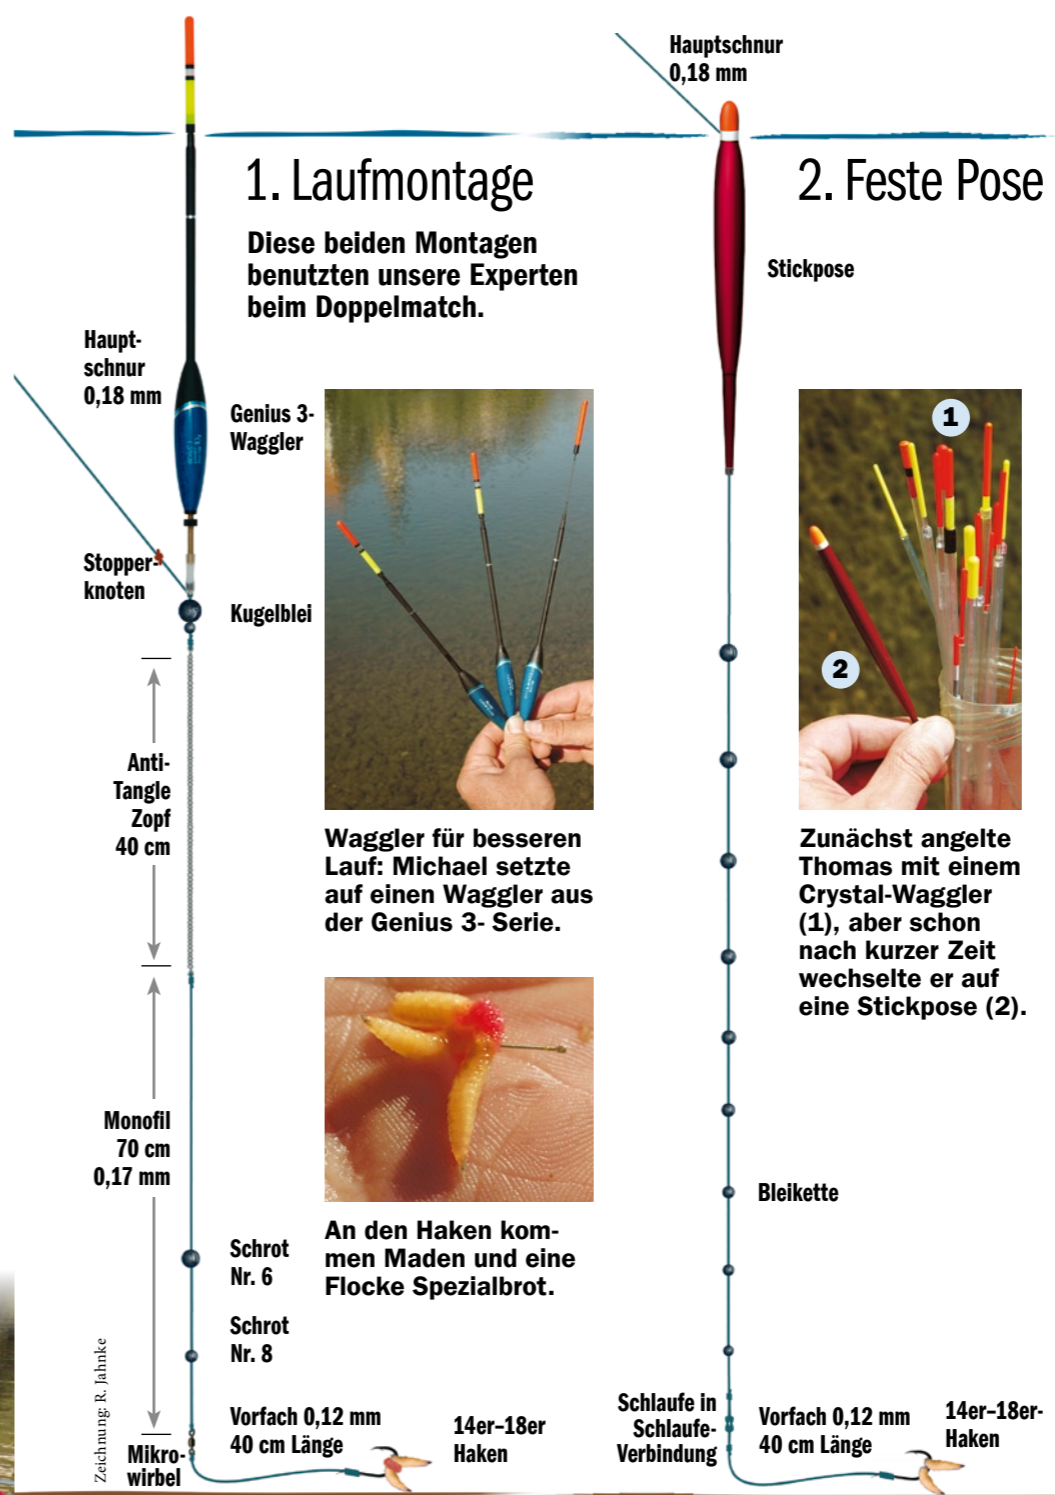 Hauptschnur
0,18 mm
1. Laufmontage
Diese beiden Montagen
benutzten unsere Experten
beim Doppelmatch.
Haupt-
schnur
0,18 mm
Genius 3-
Waggler
Stopper-
knoten
Kugelblei
Anti-
Tangle
Zopf
40 cm
Waggler für besseren
Lauf: Michael setzte
auf einen Waggler aus
der Genius 3- Serie.
Monofil
70 cm
0,17 mm
An den Haken kom-
men Maden und eine
Flocke Spezialbrot.
Schrot
Nr. 6
Schrot
Nr. 8
Vorfach 0,12 mm
40 cm Länge
14er–18er
Haken
Mikro-
wirbel
Zeichnung: R. Jahnke
2. Feste Pose
Stickpose
1
2
Zunächst angelte
Thomas mit einem
Crystal-Waggler
(1), aber schon
nach kurzer Zeit
wechselte er auf
eine Stickpose (2).
Bleikette
Schlaufe in
Schlaufe-
Verbindung
Vorfach 0,12 mm
40 cm Länge
14er–18er-
Haken